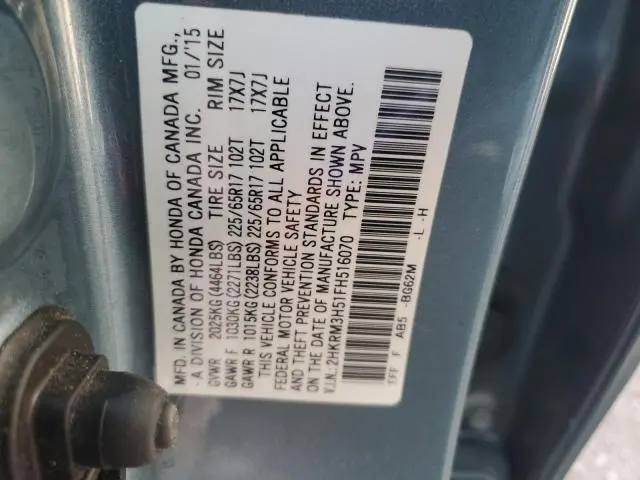 MFD. IN CANADA BY HONDA OF CANADA MFG.,
- A DIVISION OF HONDA CANADA INC. 01/'15
GVWR 2025KG(4464LBS) TIRE SIZE RIM SIZE
GAWR F 1030KG(2271LBS) 225/65R17 102T 17X7J
GAWR R 1015KG(2238LBS) 225/65R17 102T 17X7J
THIS VEHICLE CONFORMS TO ALL APPLICABLE
FEDERAL MOTOR VEHICLE SAFETY
AND THEFT PREVENTION STANDARDS IN EFFECT
ON THE DATE OF MANUFACTURE SHOWN ABOVE.
V.I.N.:2HKRM3H51FH516070 TYPE: MPV
TFF F AB5 -BG62M -L -H